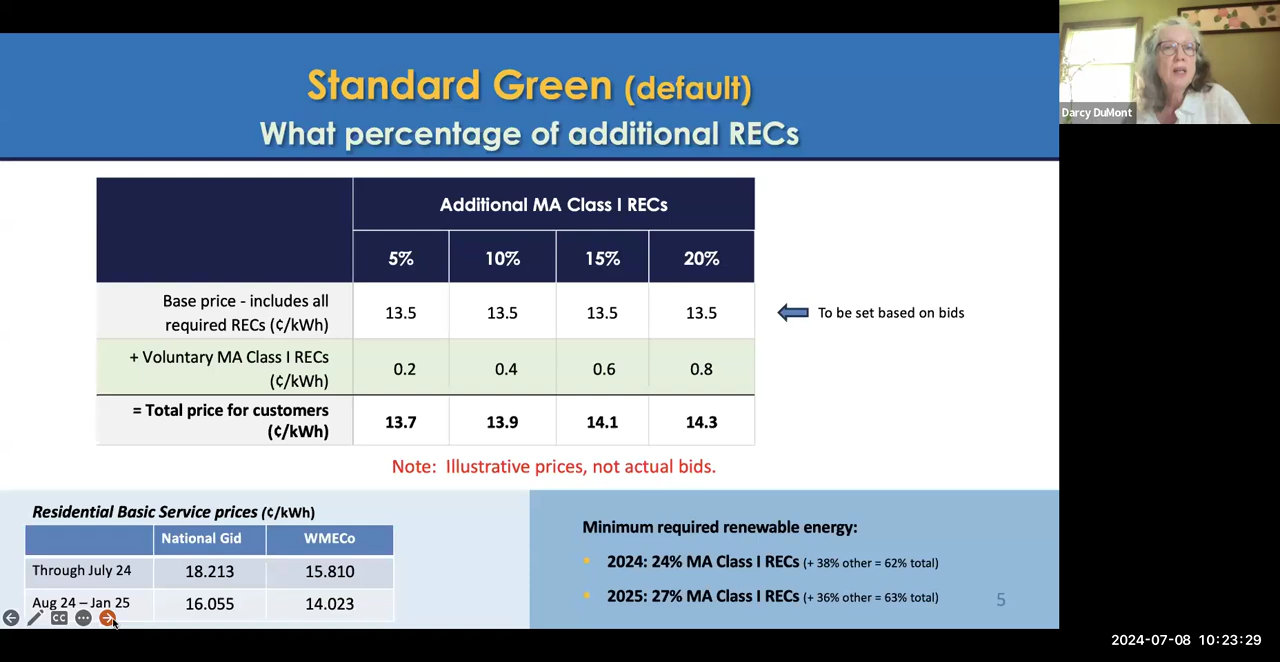 Standard Green (default)
What percentage of additional RECs
Additional MA Class I RECs
5% 10% 15% 20%
Base price - includes all
required RECs (¢/kWh)
13.5 13.5 13.5 13.5
To be set based on bids
+ Voluntary MA Class I RECs
(¢/kWh)
0.2 0.4 0.6 0.8
= Total price for customers
(¢/kWh)
13.7 13.9 14.1 14.3
Note: Illustrative prices, not actual bids.
Residential Basic Service prices (¢/kWh)
National Gid WMECo
Through July 24 18.213 15.810
Aug 24 – Jan 25 16.055 14.023
Minimum required renewable energy:
2024: 24% MA Class I RECs (+ 38% other = 62% total)
2025: 27% MA Class I RECs (+ 36% other = 63% total)
5
CC
Darcy DuMont
2024-07-08 10:23:29